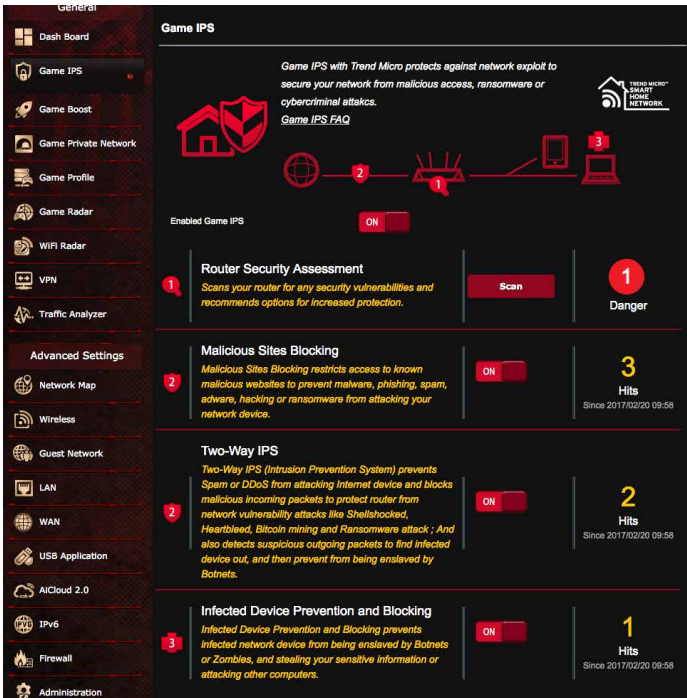 General
Dash Board
Game IPS
Game Boost
Game Private Network
Game Profile
Game Radar
WiFi Radar
VPN
Traffic Analyzer
Advanced Settings
Network Map
Wireless
Guest Network
LAN
WAN
USB Application
AiCloud 2.0
IPv6
Firewall
Administration
Game IPS
Game IPS with Trend Micro protects against network exploit to
secure your network from malicious access, ransomware or
cybercriminal attakcs.
Game IPS FAQ
TREND MICRO™
SMART
HOME
NETWORK
1
2
3
Enabled Game IPS
ON
1
Router Security Assessment
Scans your router for any security vulnerabilities and
recommends options for increased protection.
Scan
1
Danger
2
Malicious Sites Blocking
Malicious Sites Blocking restricts access to known
malicious websites to prevent malware, phishing, spam,
adware, hacking or ransomware from attacking your
network device.
ON
3
Hits
Since 2017/02/20 09:58
2
Two-Way IPS
Two-Way IPS (Intrusion Prevention System) prevents
Spam or DDoS from attacking Internet device and blocks
malicious incoming packets to protect router from
network vulnerability attacks like Shellshocked,
Heartbleed, Bitcoin mining and Ransomware attack ; And
also detects suspicious outgoing packets to find infected
device out, and then prevent from being enslaved by
Botnets.
ON
2
Hits
Since 2017/02/20 09:58
3
Infected Device Prevention and Blocking
Infected Device Prevention and Blocking prevents
infected network device from being enslaved by Botnets
or Zombies, and stealing your sensitive information or
attacking other computers.
ON
1
Hits
Since 2017/02/20 09:58